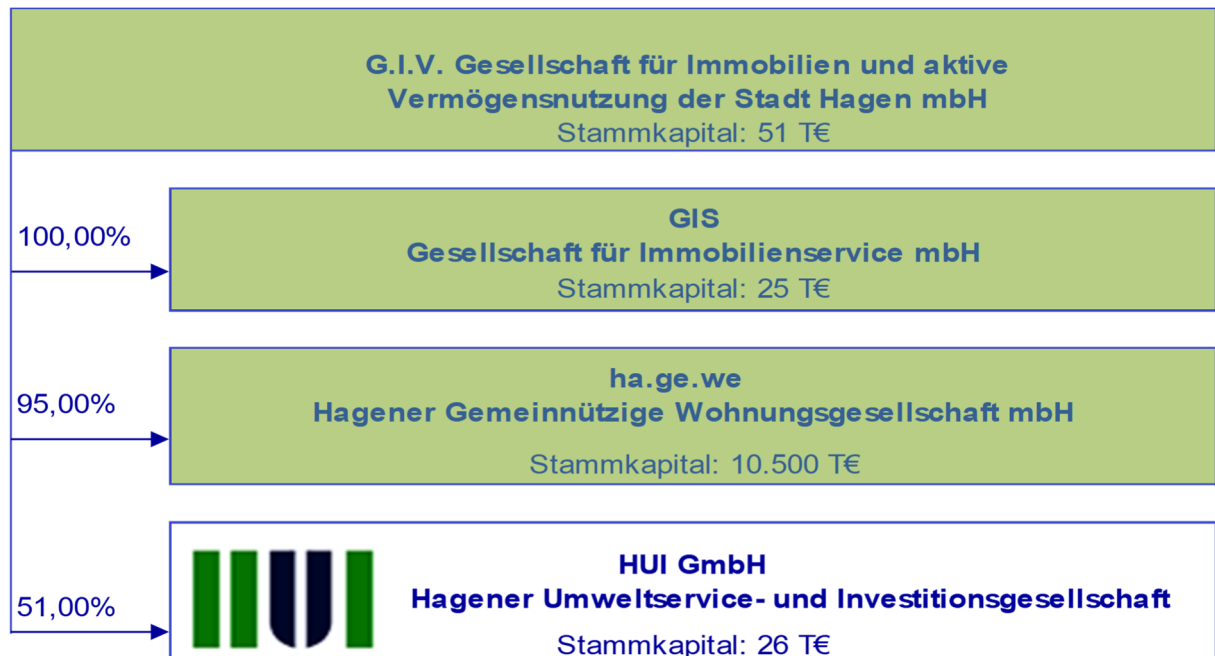 G.I.V. Gesellschaft für Immobilien und aktive
Vermögensnutzung der Stadt Hagen mbH
Stammkapital: 51 T€
100,00%
GIS
Gesellschaft für Immobilienservice mbH
Stammkapital: 25 T€
95,00%
ha.ge.we
Hagener Gemeinnützige Wohnungsgesellschaft mbH
Stammkapital: 10.500 T€
51,00%
HUI
HUI GmbH
Hagener Umweltservice- und Investitionsgesellschaft
Stammkapital: 26 T€